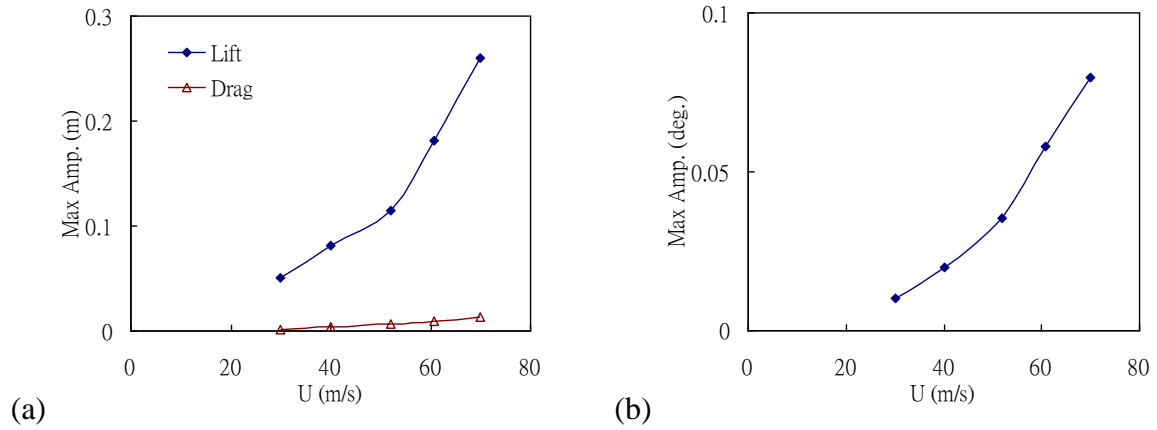 0.3
0.2
0.1
0
Max Amp. (m)
Lift
Drag
0 20 40 60 80
U (m/s)
(a)
0.1
0.05
0
Max Amp. (deg.)
0 20 40 60 80
U (m/s)
(b)